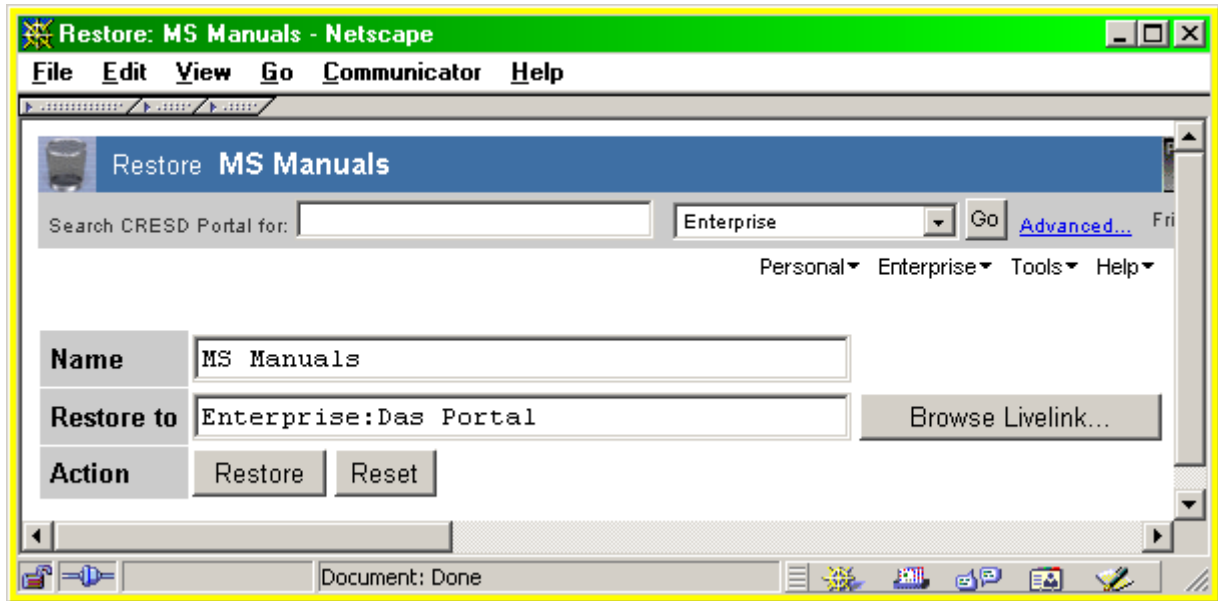 Restore: MS Manuals - Netscape
File Edit View Go Communicator Help
Restore MS Manuals
Search CRESD Portal for: Enterprise Go Advanced... Fri
Personal Enterprise Tools Help
Name MS Manuals
Restore to Enterprise:Das Portal Browse Livelink...
Action Restore Reset
Document: Done